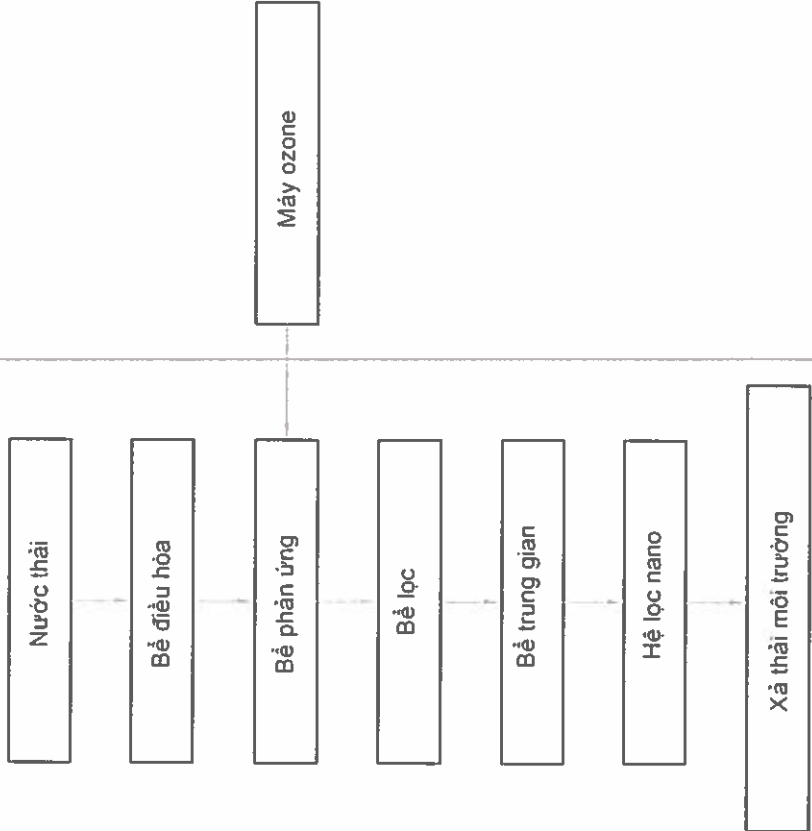 Nước thải
Bể điều hòa
Bể phản ứng
Máy ozone
Bể lọc
Bể trung gian
Hệ lọc nano
Xả thải môi trường